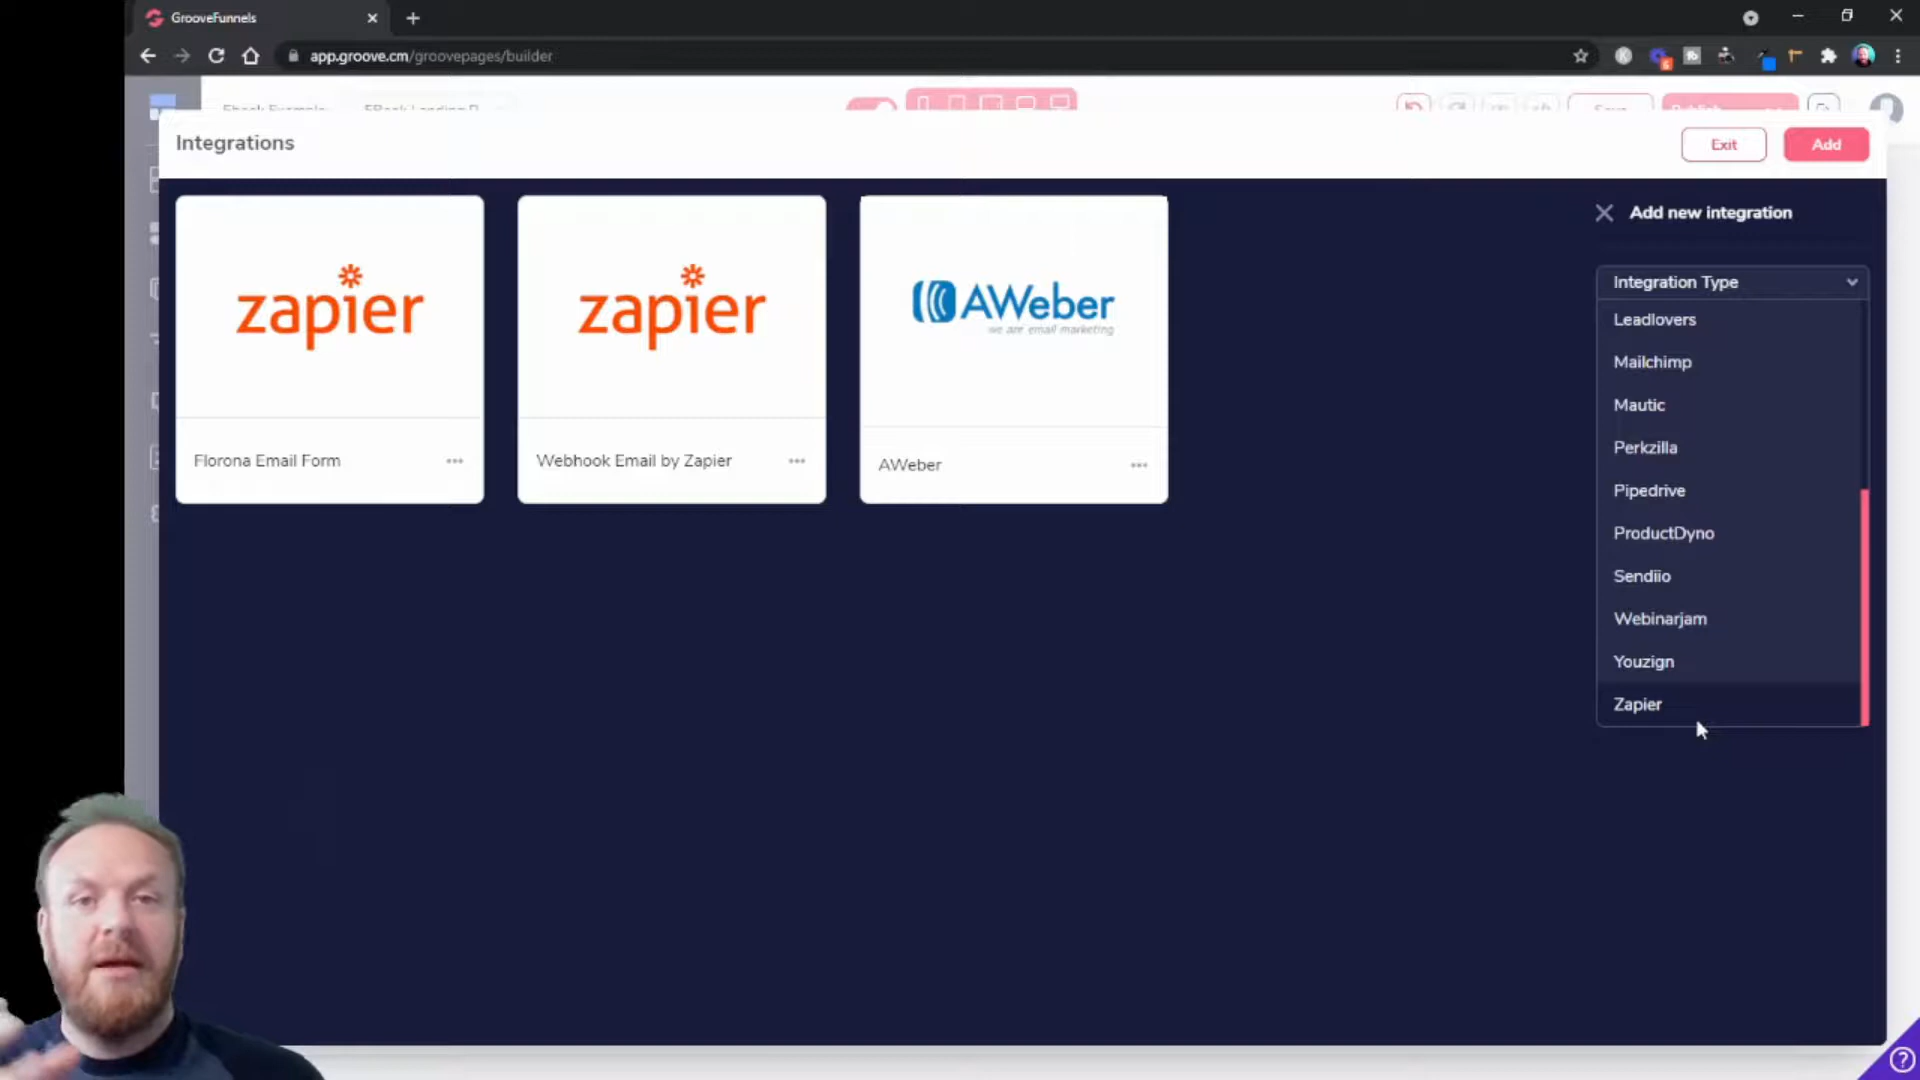 GrooveFunnels
app.groove.cm/groovepages/builder
Integrations
Exit
Add
zapier
zapier
AWeber
we are email marketing
Florona Email Form
Webhook Email by Zapier
AWeber
Add new integration
Integration Type
Leadlovers
Mailchimp
Mautic
Perkzilla
Pipedrive
ProductDyno
Sendiio
Webinarjam
Youzign
Zapier